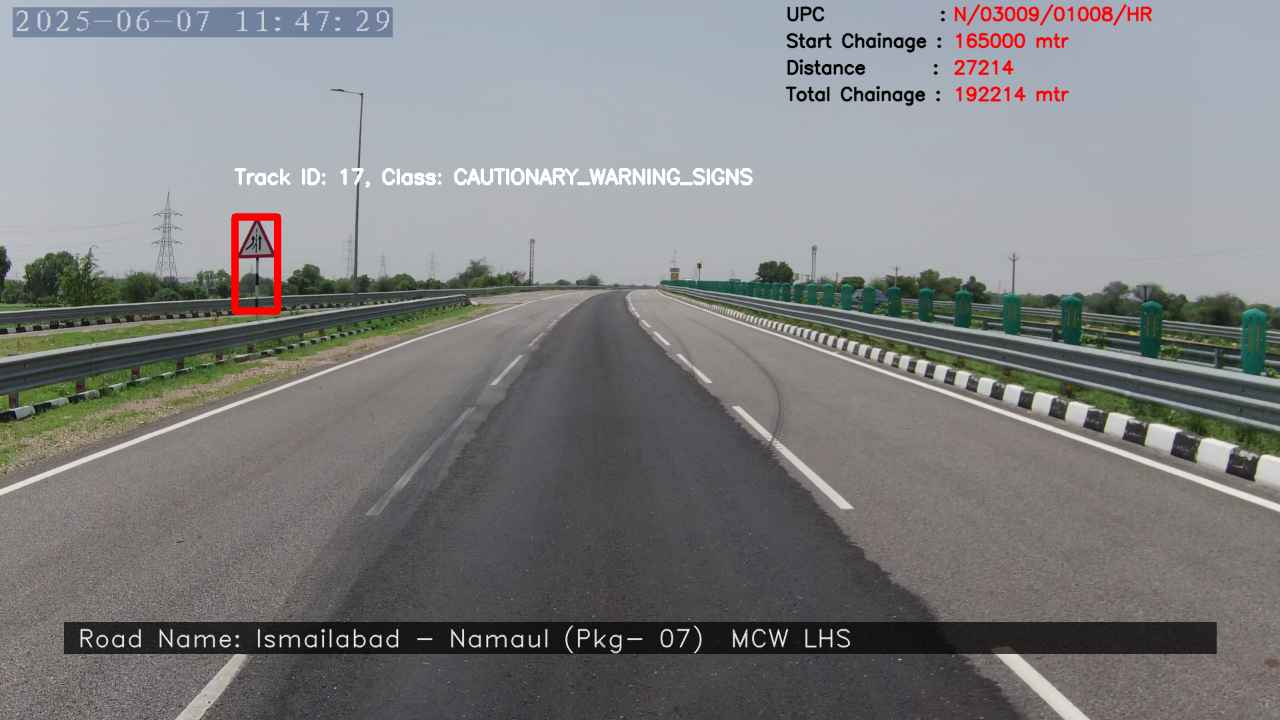 2025-06-07 11:47:29
UPC : N/03009/01008/HR
Start Chainage : 165000 mtr
Distance : 27214
Total Chainage : 192214 mtr
Track ID: 17, Class: CAUTIONARY_WARNING_SIGNS
Road Name: Ismailabad - Namaul (Pkg- 07) MCW LHS